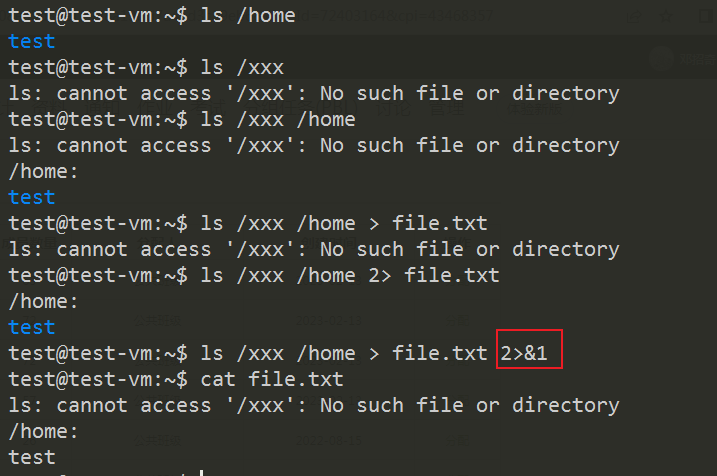 test@test-vm:~$ ls /home
test
test@test-vm:~$ ls /xxx
ls: cannot access '/xxx': No such file or directory
test@test-vm:~$ ls /xxx /home
ls: cannot access '/xxx': No such file or directory
/home:
test
test@test-vm:~$ ls /xxx /home > file.txt
ls: cannot access '/xxx': No such file or directory
test@test-vm:~$ ls /xxx /home 2> file.txt
/home:
test
test@test-vm:~$ ls /xxx /home > file.txt 2>&1
test@test-vm:~$ cat file.txt
ls: cannot access '/xxx': No such file or directory
/home:
test